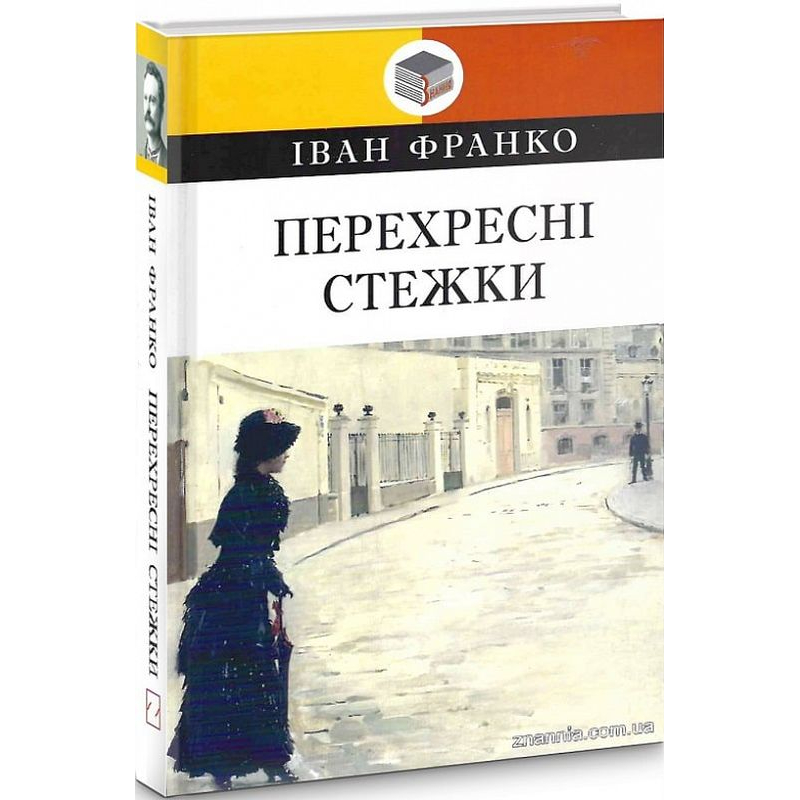 ІВАН ФРАНКО
ПЕРЕХРЕСНІ
СТЕЖКИ
ІВАН ФРАНКО ПЕРЕХРЕСНІ СТЕЖКИ
znannia.com.ua